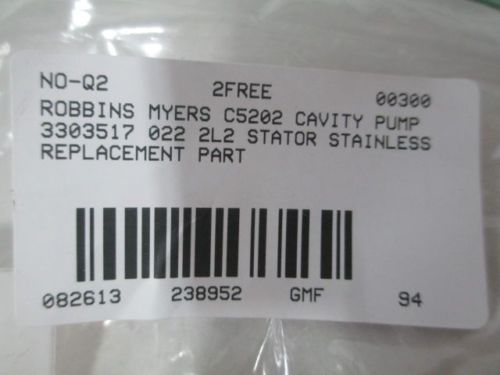 NO-Q2 2FREE 00300
ROBBINS MYERS C5202 CAVITY PUMP
3303517 022 2L2 STATOR STAINLESS
REPLACEMENT PART
082613 238952 GMF 94